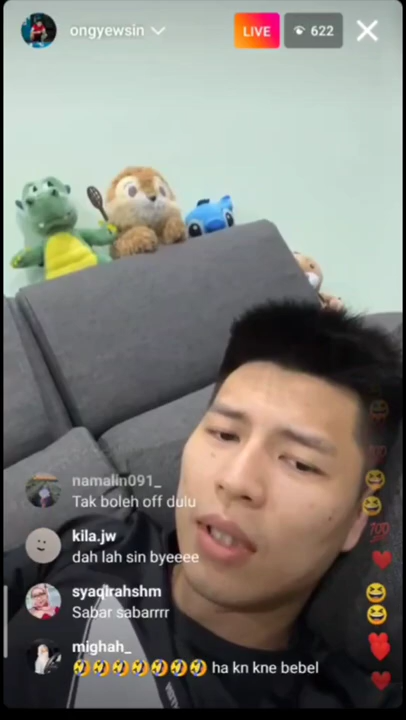 ongyewsin
LIVE
622
namalin091_
Tak boleh off dulu
kila.jw
dah lah sin byeeee
syaqirahshm
Sabar sabarrrr
mighah_
🤣🤣🤣🤣🤣🤣🤣 ha kn kne bebel